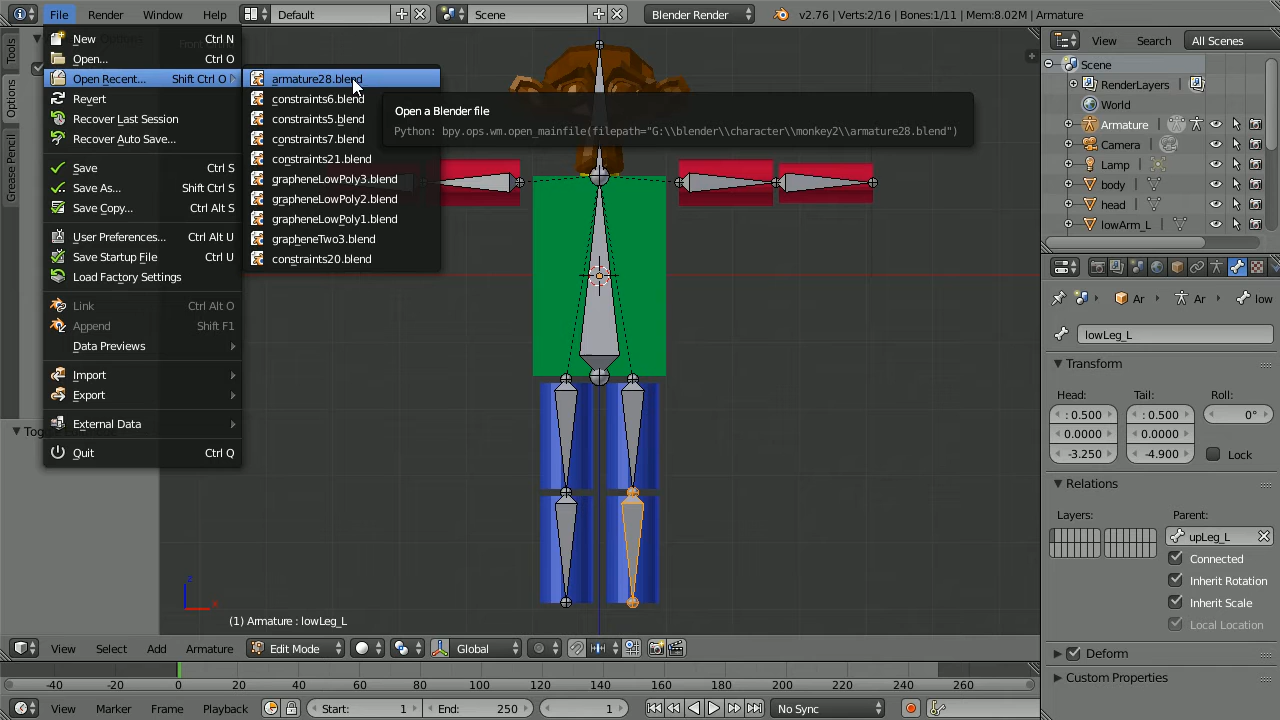 File Render Window Help Default Scene Blender Render v2.76 | Verts:2/16 | Bones:1/11 | Mem:8.02M | Armature
New Ctrl N
Open... Ctrl O
Open Recent... Shift Ctrl O
Revert
Recover Last Session
Recover Auto Save...
Save Ctrl S
Save As... Shift Ctrl S
Save Copy... Ctrl Alt S
User Preferences... Ctrl Alt U
Save Startup File Ctrl U
Load Factory Settings
Link Ctrl Alt O
Append Shift F1
Data Previews
Import
Export
External Data
Quit Ctrl Q
armature28.blend
constraints6.blend
constraints5.blend
constraints7.blend
constraints21.blend
grapheneLowPoly3.blend
grapheneLowPoly2.blend
grapheneLowPoly1.blend
grapheneTwo3.blend
constraints20.blend
Open a Blender file
Python: bpy.ops.wm.open_mainfile(filepath="G:\\blender\\character\\monkey2\\armature28.blend")
Tools
Options
Grease Pencil
z
x
(1) Armature : lowLeg_L
View Select Add Armature Edit Mode Global
-40 -20 0 20 40 60 80 100 120 140 160 180 200 220 240 260
View Marker Frame Playback Start: 1 End: 250 1 No Sync
View Search All Scenes
Scene
RenderLayers
World
Armature
Camera
Lamp
body
head
lowArm_L
Ar Ar low
lowLeg_L
Transform
Head: Tail: Roll:
: 0.500 : 0.500 0°
0.0000 0.0000
-3.250 -4.900 Lock
Relations
Layers: Parent:
upLeg_L
Connected
Inherit Rotation
Inherit Scale
Local Location
Deform
Custom Properties